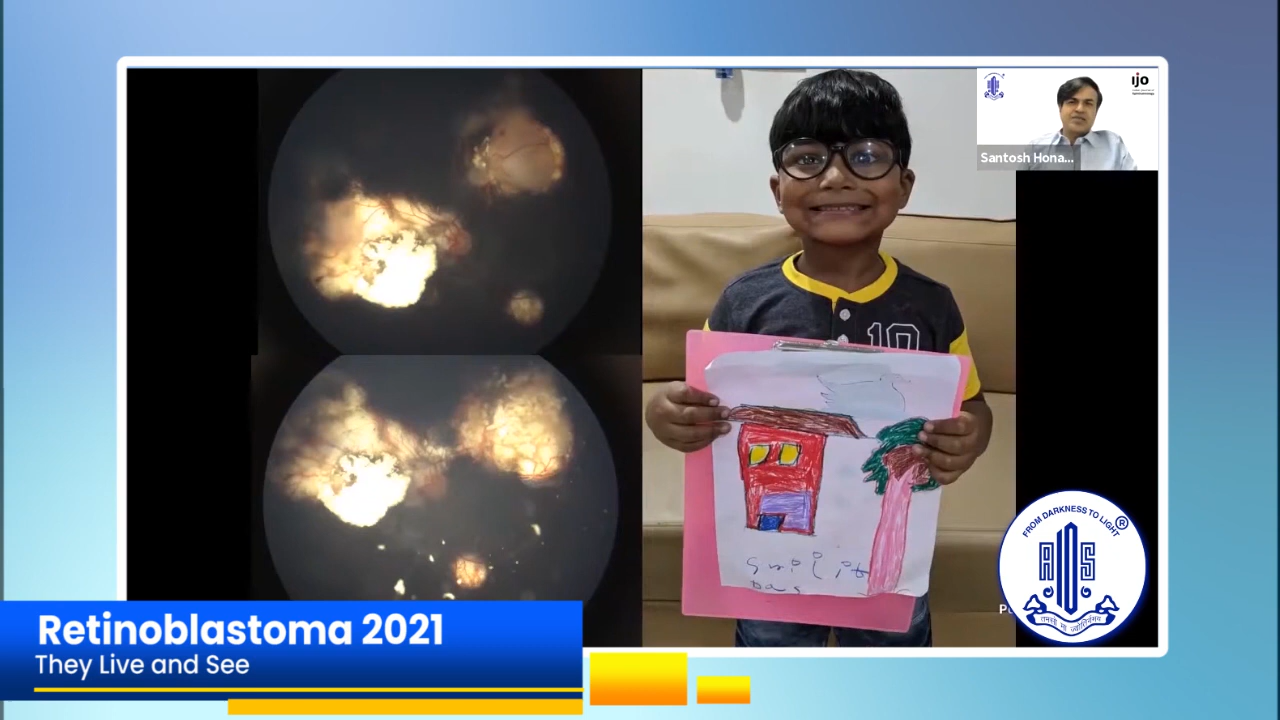 ijo
Santosh Hona...
10
FROM DARKNESS TO LIGHT
®
AIOS
तमसो मा ज्योतिर्गमय
Retinoblastoma 2021
They Live and See